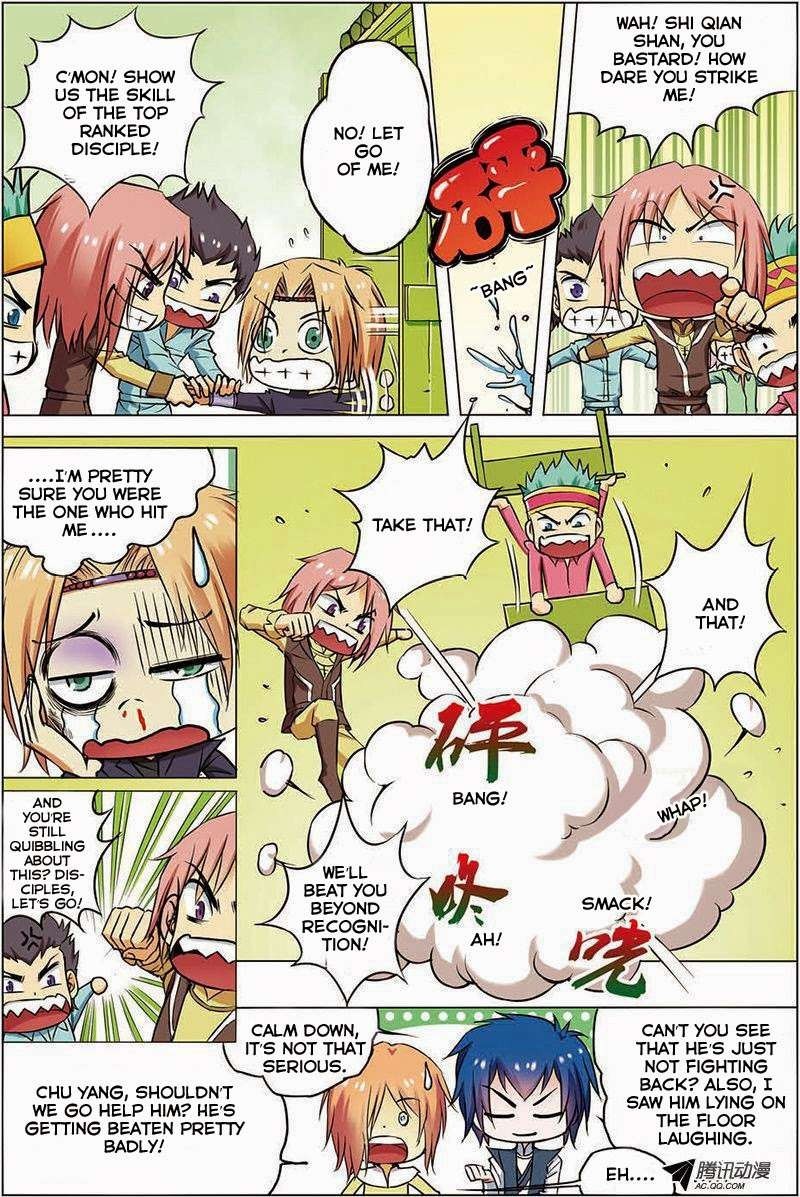 C'MON! SHOW
US THE SKILL
OF THE TOP
RANKED
DISCIPLE!
NO! LET
GO
OF ME!
砰
~BANG~
!
WAH! SHI QIAN
SHAN, YOU
BASTARD! HOW
DARE YOU STRIKE
ME!
....I'M PRETTY
SURE YOU WERE
THE ONE WHO HIT
ME....
AND
YOU'RE
STILL
QUIBBLING
ABOUT
THIS? DIS-
CIPLES,
LET'S GO!
TAKE THAT!
AND
THAT!
砰
BANG!
WHAP!
WE'LL
BEAT YOU
BEYOND
RECOGNI-
TION!
咚
AH!
SMACK!
咣
CHU YANG, SHOULDN'T
WE GO HELP HIM? HE'S
GETTING BEATEN PRETTY
BADLY!
CALM DOWN,
IT'S NOT THAT
SERIOUS.
CAN'T YOU SEE
THAT HE'S JUST
NOT FIGHTING
BACK? ALSO, I
SAW HIM LYING ON
THE FLOOR
LAUGHING.
EH....
腾讯动漫
AC.QQ.COM